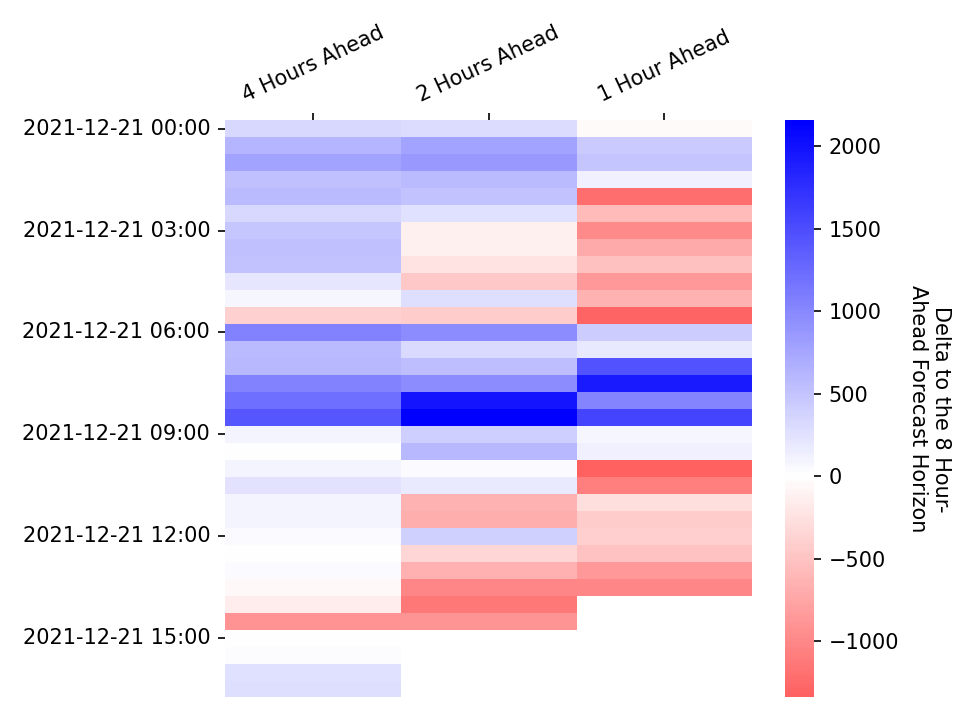 4 Hours Ahead
2 Hours Ahead
1 Hour Ahead
2021-12-21 00:00
2021-12-21 03:00
2021-12-21 06:00
2021-12-21 09:00
2021-12-21 12:00
2021-12-21 15:00
2000
1500
1000
500
0
−500
−1000
Delta to the 8 Hour-
Ahead Forecast Horizon